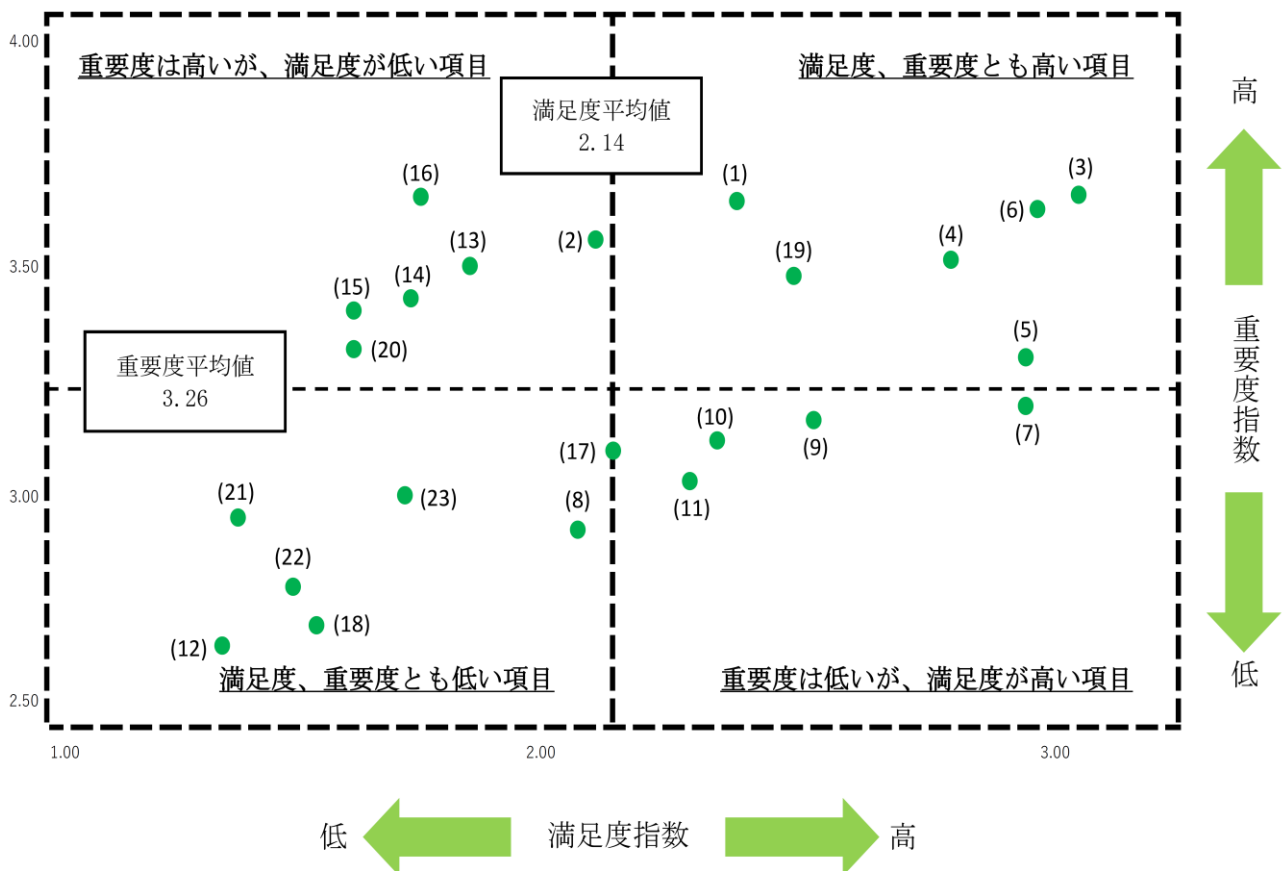 4.00
重要度は高いが、満足度が低い項目
満足度、重要度とも高い項目
高
満足度平均値
2.14
(16)
(1)
(3)
(6)
(13)
(2)
(19)
(4)
3.50
(15)
(14)
(5)
(20)
重要度平均値
3.26
重要度指数
(10)
(17)
(9)
(7)
3.00
(21)
(23)
(8)
(11)
(22)
(18)
(12)
満足度、重要度とも低い項目
重要度は低いが、満足度が高い項目
低
2.50
1.00
2.00
3.00
低
満足度指数
高